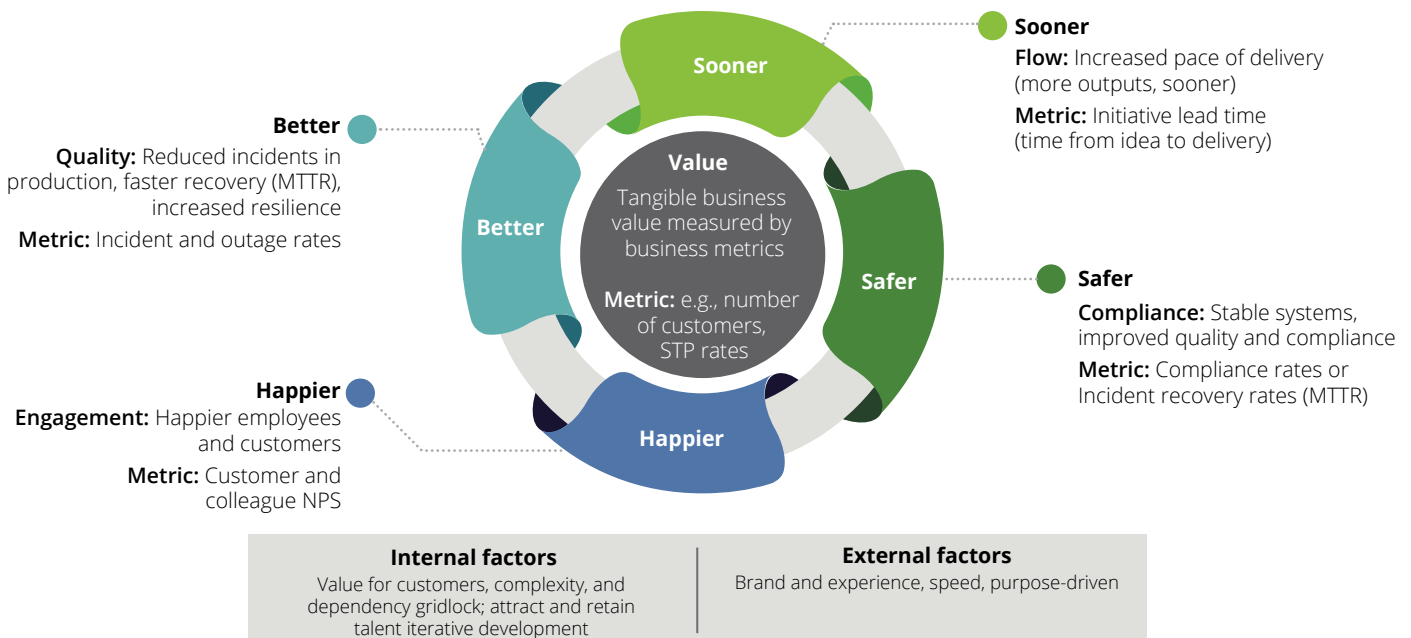 Sooner
Sooner
Flow: Increased pace of delivery
(more outputs, sooner)
Metric: Initiative lead time
(time from idea to delivery)
Better
Quality: Reduced incidents in
production, faster recovery (MTTR),
increased resilience
Metric: Incident and outage rates
Better
Value
Tangible business
value measured by
business metrics
Metric: e.g., number
of customers,
STP rates
Safer
Safer
Compliance: Stable systems,
improved quality and compliance
Metric: Compliance rates or
Incident recovery rates (MTTR)
Happier
Engagement: Happier employees
and customers
Metric: Customer and
colleague NPS
Happier
Internal factors
Value for customers, complexity, and
dependency gridlock; attract and retain
talent iterative development
External factors
Brand and experience, speed, purpose-driven